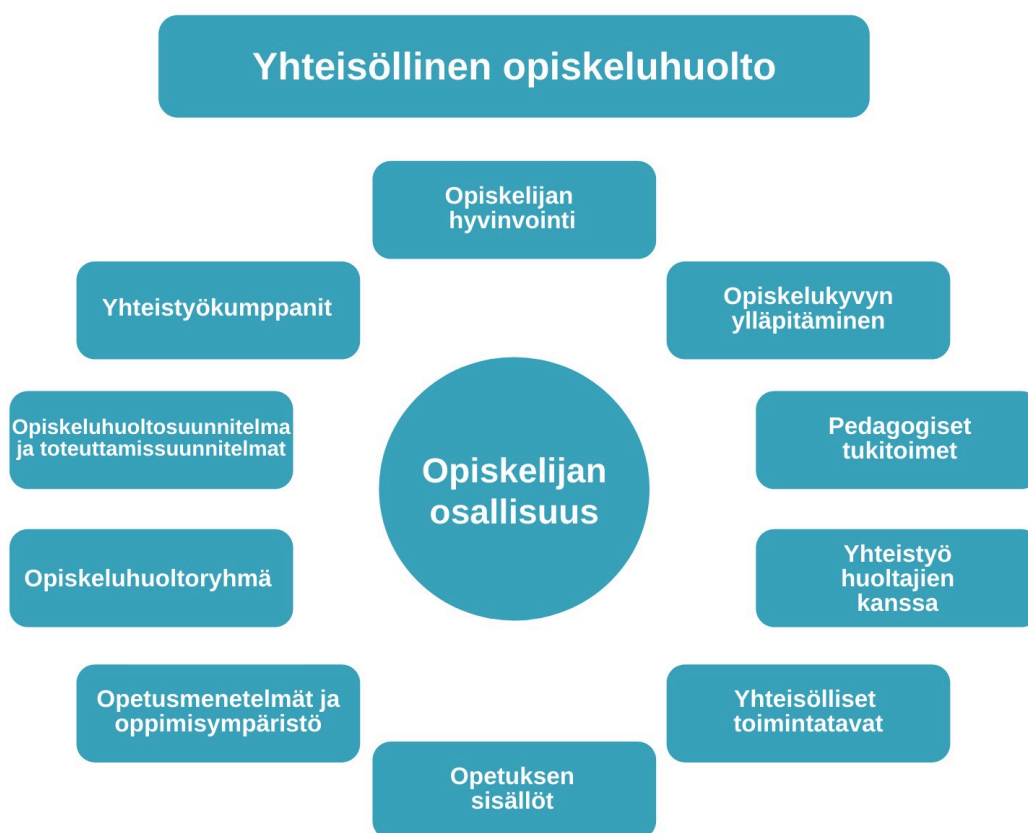 Yhteisöllinen opiskeluhuolto
Opiskelijan
hyvinvointi
Yhteistyökumppanit
Opiskelukyvyn
ylläpitäminen
Opiskeluhuoltosuunnitelma
ja toteuttamissuunnitelmat
Pedagogiset
tukitoimet
Opiskelijan
osallisuus
Opiskeluhuoltoryhmä
Yhteistyö
huoltajien
kanssa
Opetusmenetelmät ja
oppimisympäristö
Yhteisölliset
toimintatavat
Opetuksen
sisällöt